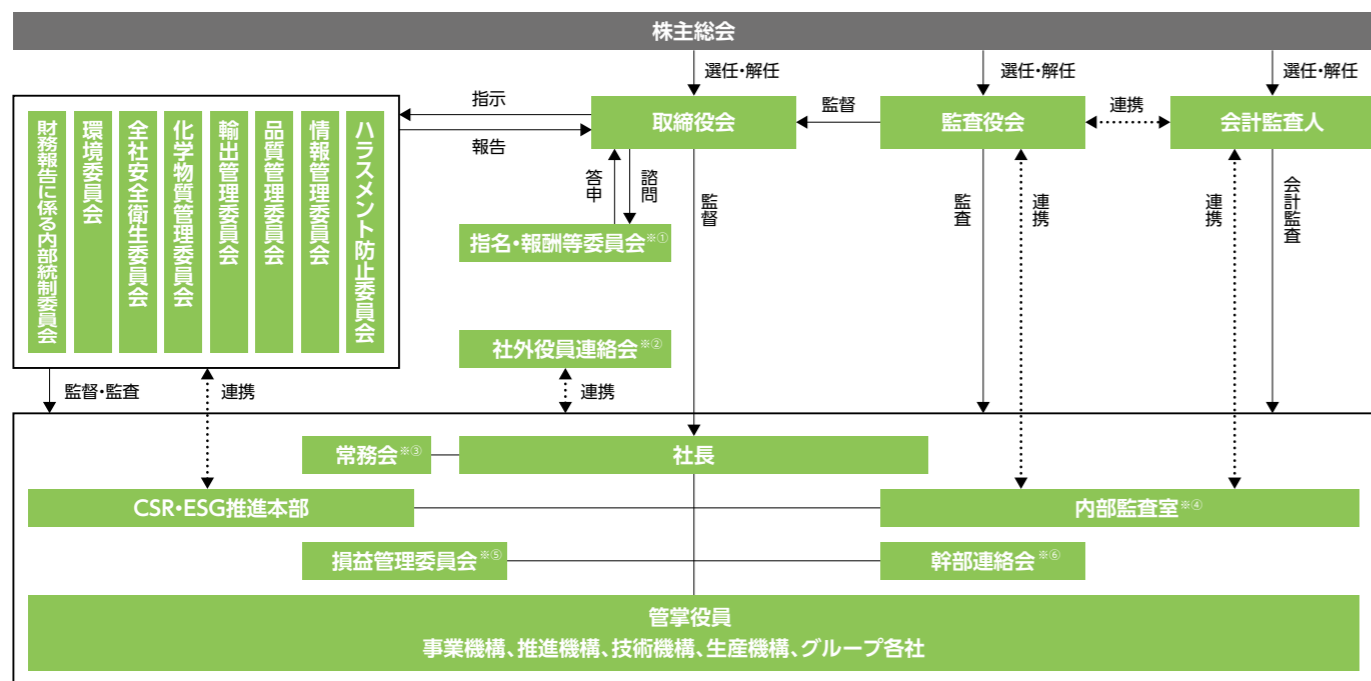 株主総会
選任・解任
選任・解任
選任・解任
指示
報告
取締役会
監督
監査役会
連携
会計監査人
財務報告に係る内部統制委員会
環境委員会
全社安全衛生委員会
化学物質管理委員会
輸出管理委員会
品質管理委員会
情報管理委員会
ハラスメント防止委員会
答申
諮問
監督
監査
連携
連携
会計監査
指名・報酬等委員会※①
社外役員連絡会※②
監督・監査
連携
連携
常務会※③
社長
CSR・ESG推進本部
内部監査室※④
損益管理委員会※⑤
幹部連絡会※⑥
管掌役員
事業機構、推進機構、技術機構、生産機構、グループ各社